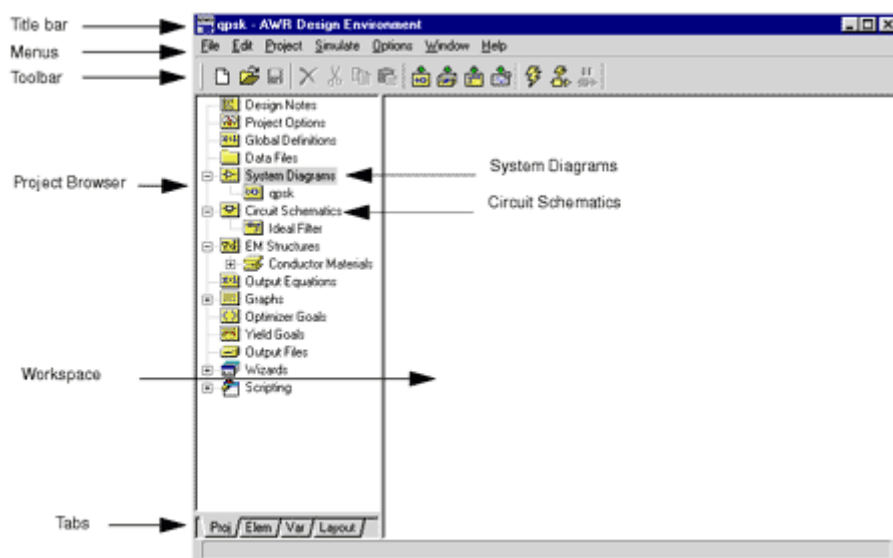 Title bar
qpsk - AWR Design Environment
Menus
File Edit Project Simulate Options Window Help
Toolbar
Design Notes
Project Options
Global Definitions
Data Files
Project Browser
System Diagrams
System Diagrams
qpsk
Circuit Schematics
Circuit Schematics
Ideal Filter
EM Structures
Conductor Materials
Output Equations
Graphs
Optimizer Goals
Yield Goals
Output Files
Workspace
Wizards
Scripting
Tabs
Proj Elem Var Layout